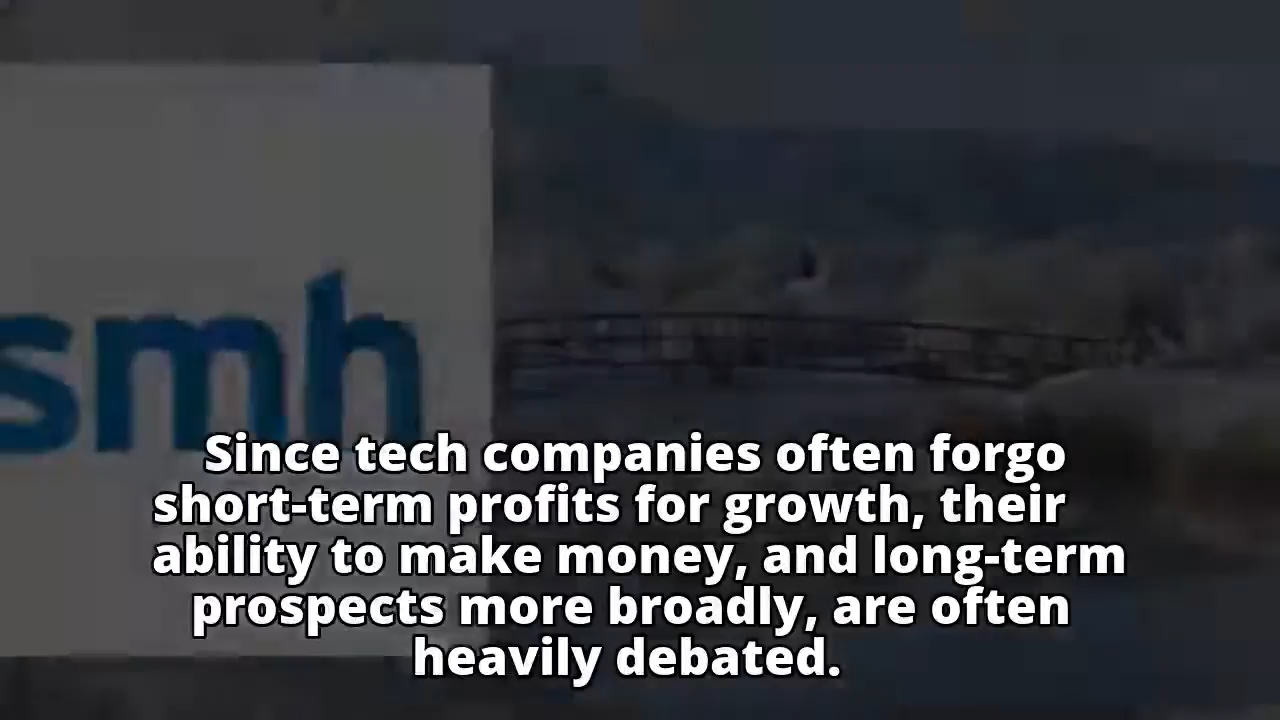 smh
Since tech companies often forgo
short-term profits for growth, their
ability to make money, and long-term
prospects more broadly, are often
heavily debated.